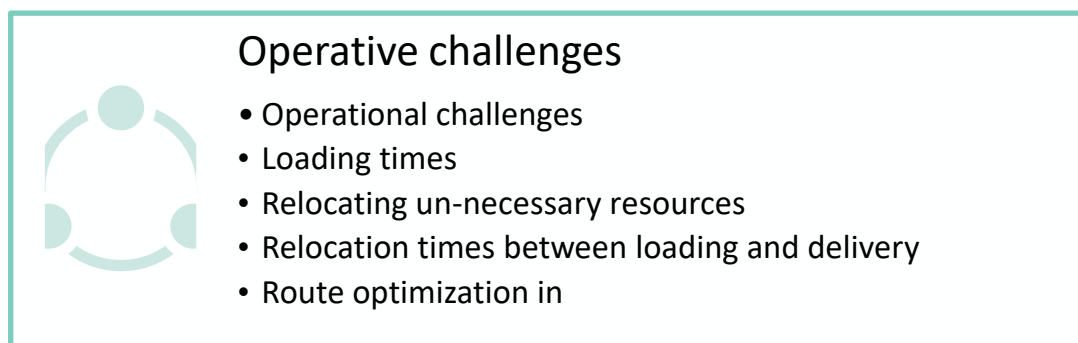 Operative challenges
• Operational challenges
• Loading times
• Relocating un-necessary resources
• Relocation times between loading and delivery
• Route optimization in